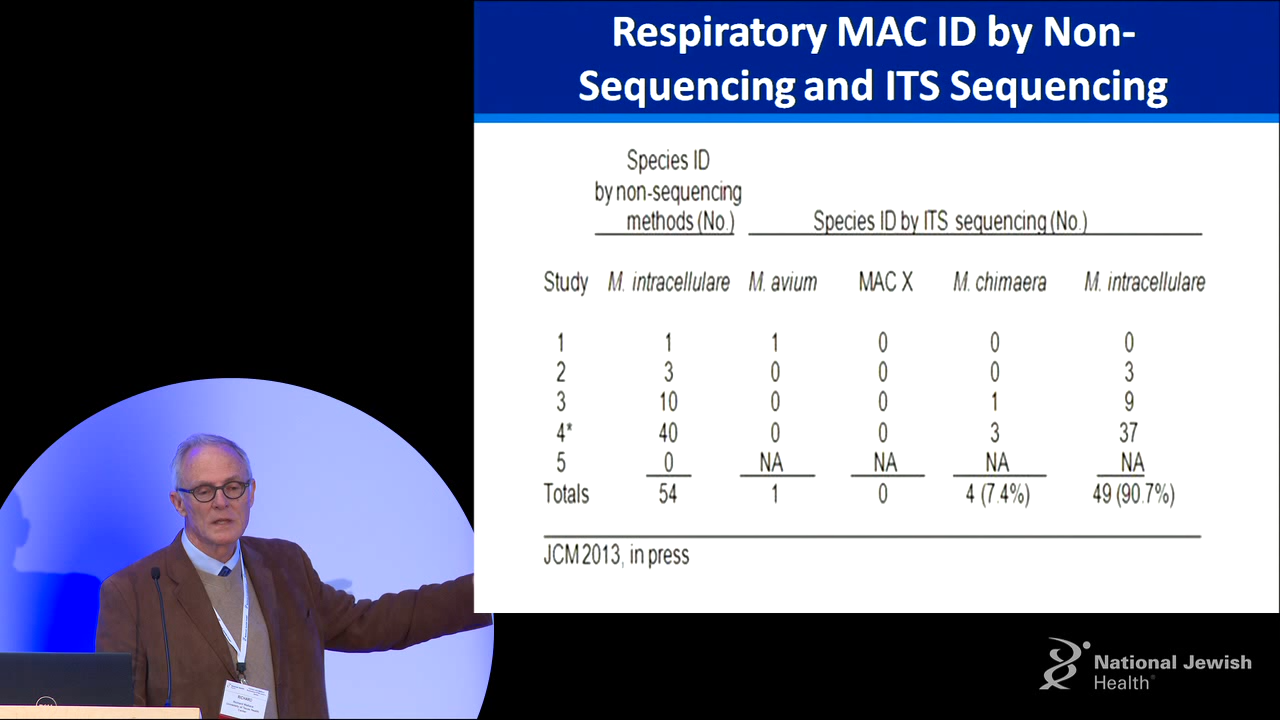 Respiratory MAC ID by Non-
Sequencing and ITS Sequencing
Species ID
by non-sequencing
methods (No.)
Species ID by ITS sequencing (No.)
Study M. intracellulare M. avium MAC X M. chimaera M. intracellulare
1 1 1 0 0 0
2 3 0 0 0 3
3 10 0 0 1 9
4* 40 0 0 3 37
5 0 NA NA NA NA
Totals 54 1 0 4 (7.4%) 49 (90.7%)
JCM 2013, in press
National Jewish
Health®